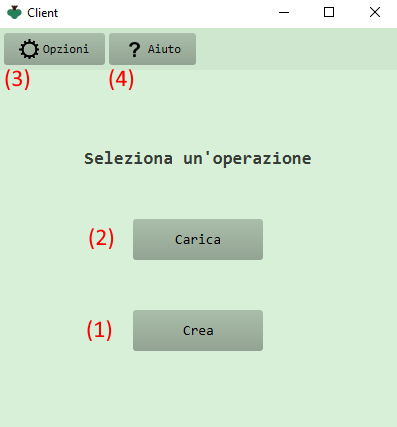 Client
Opzioni
? Aiuto
(3)
(4)
Seleziona un'operazione
(2)
Carica
(1)
Crea